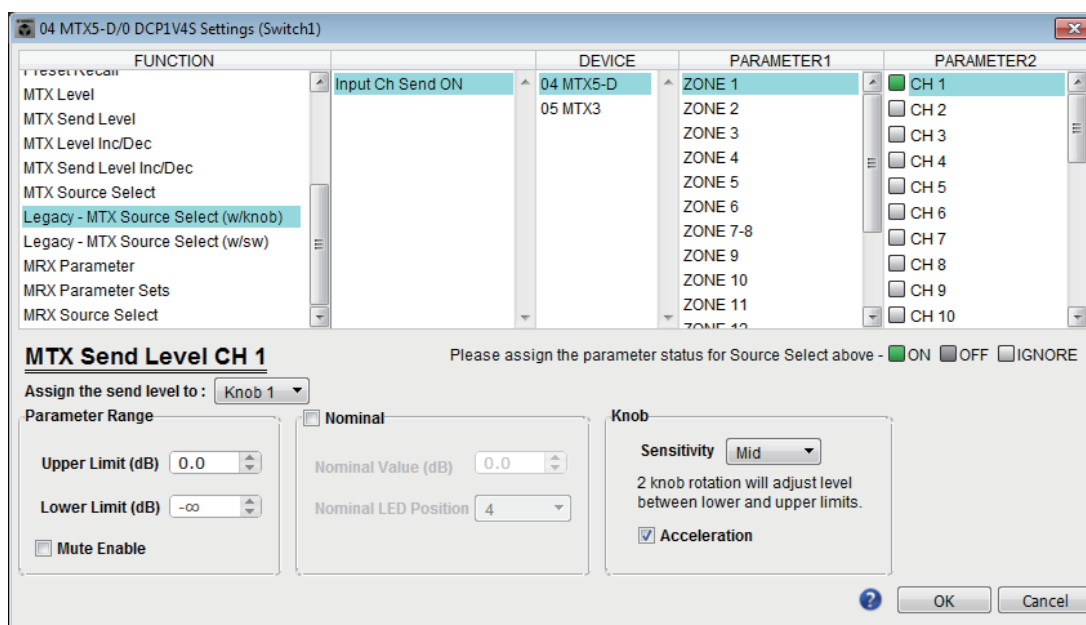 04 MTX5-D/0 DCP1V4S Settings (Switch1)
FUNCTION DEVICE PARAMETER1 PARAMETER2
Preset Recall
MTX Level
MTX Send Level
MTX Level Inc/Dec
MTX Send Level Inc/Dec
MTX Source Select
Legacy - MTX Source Select (w/knob)
Legacy - MTX Source Select (w/sw)
MRX Parameter
MRX Parameter Sets
MRX Source Select
Input Ch Send ON
04 MTX5-D
05 MTX3
ZONE 1
ZONE 2
ZONE 3
ZONE 4
ZONE 5
ZONE 6
ZONE 7-8
ZONE 9
ZONE 10
ZONE 11
ZONE 12
CH 1
CH 2
CH 3
CH 4
CH 5
CH 6
CH 7
CH 8
CH 9
CH 10
MTX Send Level CH 1
Please assign the parameter status for Source Select above - ON OFF IGNORE
Assign the send level to : Knob 1
Parameter Range
Upper Limit (dB) 0.0
Lower Limit (dB) -∞
Mute Enable
Nominal
Nominal Value (dB) 0.0
Nominal LED Position 4
Knob
Sensitivity Mid
2 knob rotation will adjust level
between lower and upper limits.
Acceleration
? OK Cancel